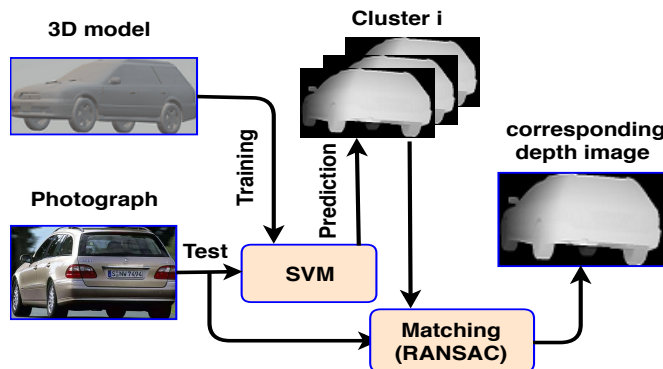 Cluster i
3D model
corresponding
depth image
Training
Prediction
Photograph
Test
SVM
Matching
(RANSAC)